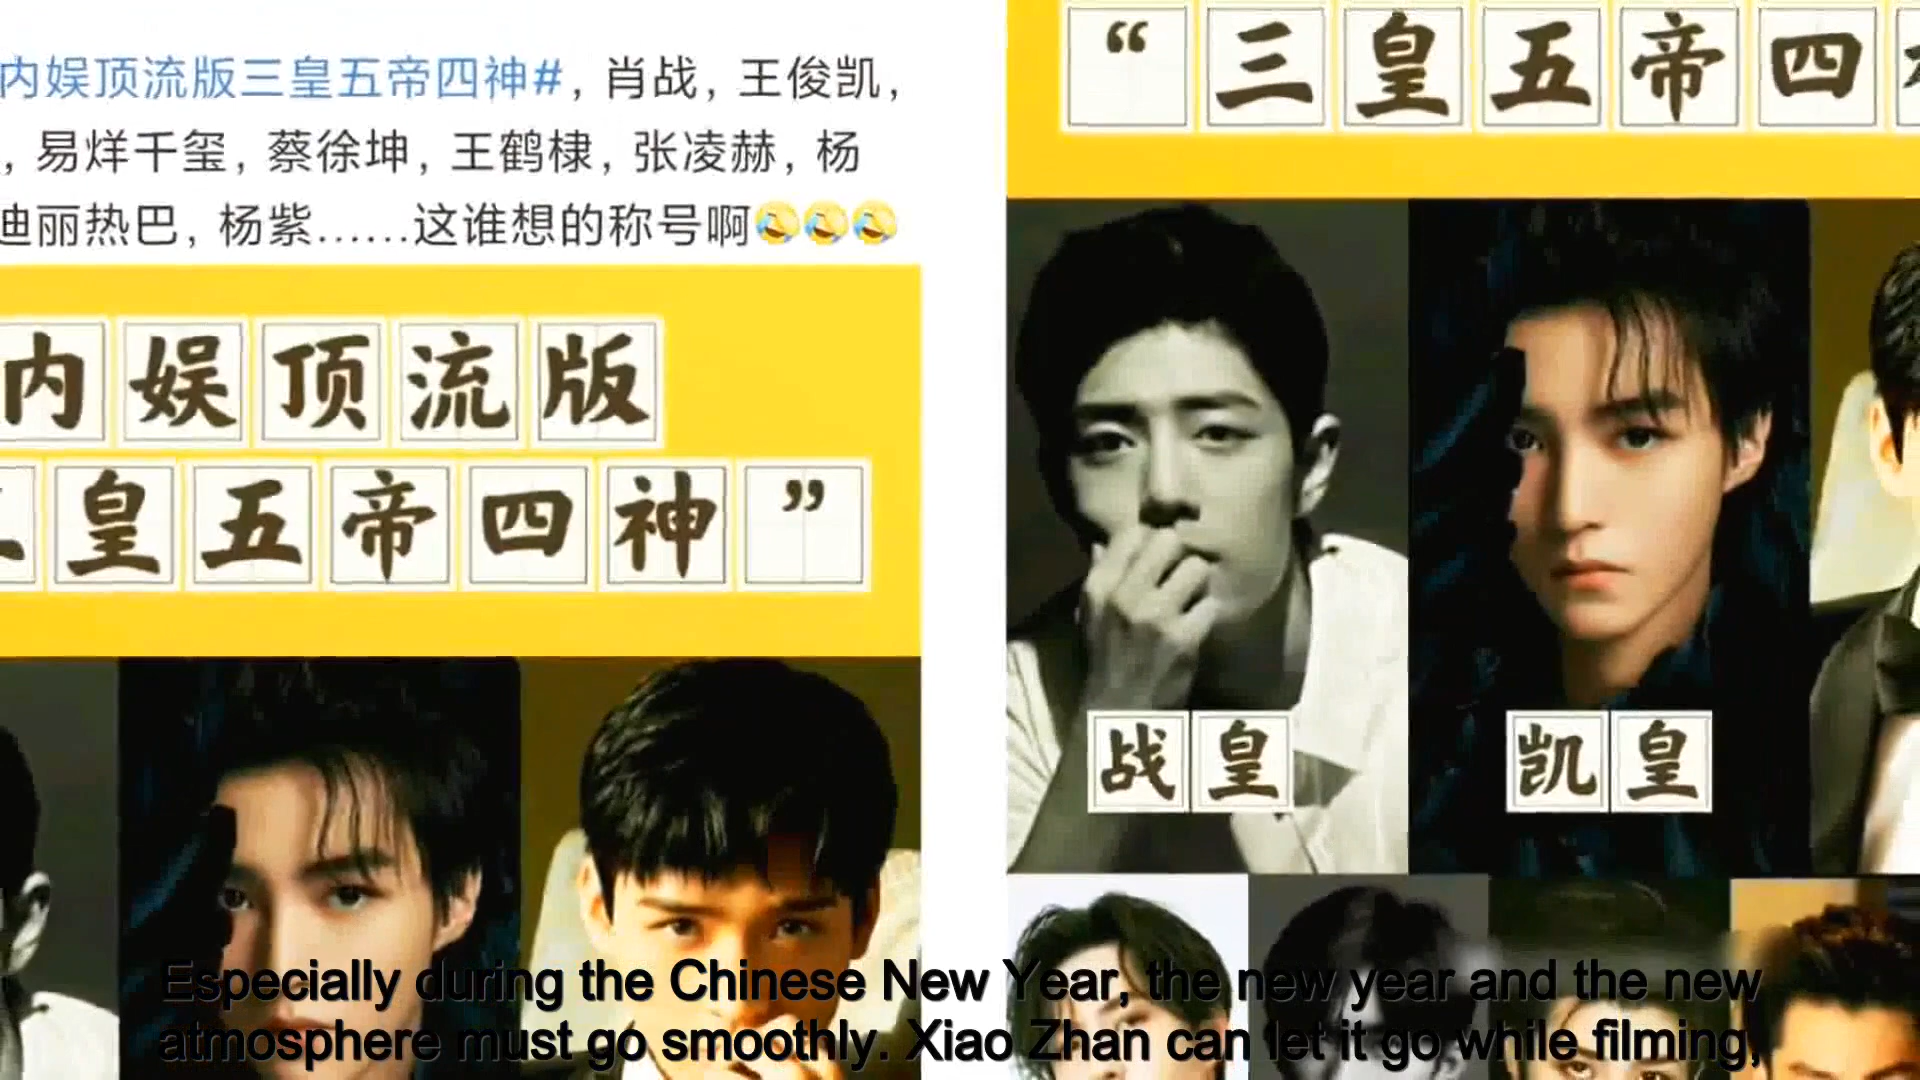 内娱顶流版三皇五帝四神#，肖战，王俊凯，
，易烊千玺，蔡徐坤，王鹤棣，张凌赫，杨
迪丽热巴，杨紫……这谁想的称号啊🤣🤣🤣
内娱顶流版
皇五帝四神”
“三皇五帝四
战皇
凯皇
Especially during the Chinese New Year, the new year and the new
atmosphere must go smoothly. Xiao Zhan can let it go while filming,